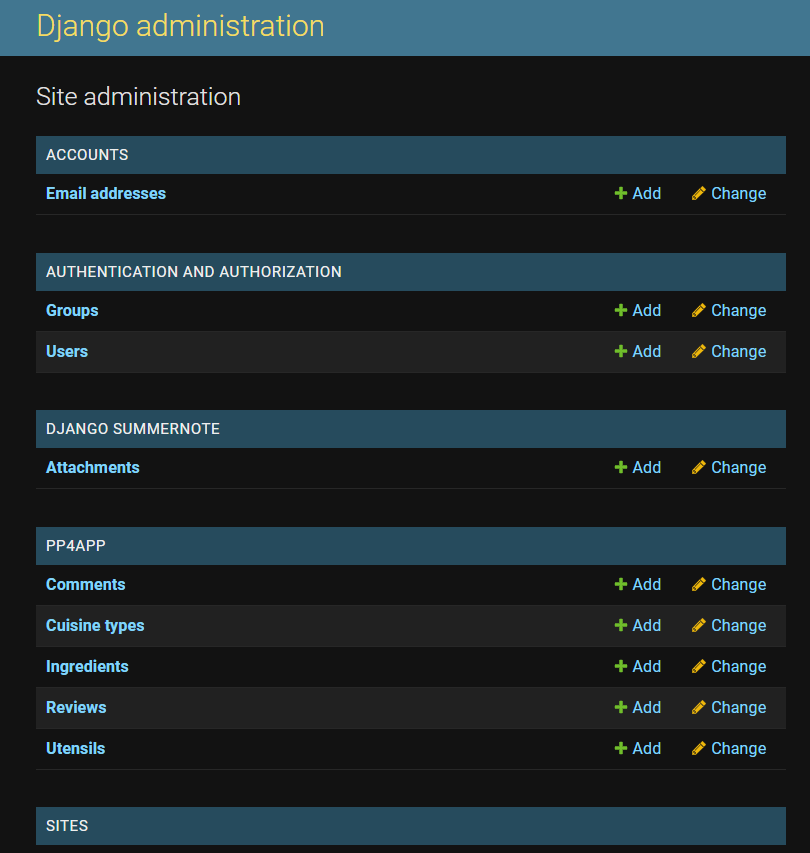 Django administration
Site administration
ACCOUNTS
Email addresses Add Change
AUTHENTICATION AND AUTHORIZATION
Groups Add Change
Users Add Change
DJANGO SUMMERNOTE
Attachments Add Change
PP4APP
Comments Add Change
Cuisine types Add Change
Ingredients Add Change
Reviews Add Change
Utensils Add Change
SITES